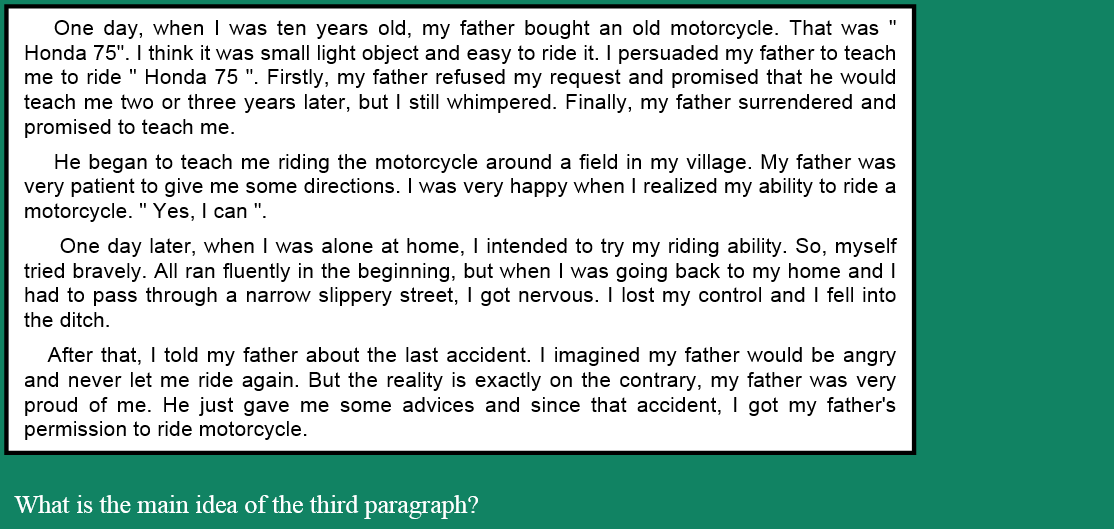 One day, when I was ten years old, my father bought an old motorcycle. That was "
Honda 75". I think it was small light object and easy to ride it. I persuaded my father to teach
me to ride " Honda 75 ". Firstly, my father refused my request and promised that he would
teach me two or three years later, but I still whimpered. Finally, my father surrendered and
promised to teach me.
He began to teach me riding the motorcycle around a field in my village. My father was
very patient to give me some directions. I was very happy when I realized my ability to ride a
motorcycle. " Yes, I can ".
One day later, when I was alone at home, I intended to try my riding ability. So, myself
tried bravely. All ran fluently in the beginning, but when I was going back to my home and I
had to pass through a narrow slippery street, I got nervous. I lost my control and I fell into
the ditch.
After that, I told my father about the last accident. I imagined my father would be angry
and never let me ride again. But the reality is exactly on the contrary, my father was very
proud of me. He just gave me some advices and since that accident, I got my father's
permission to ride motorcycle.
What is the main idea of the third paragraph?